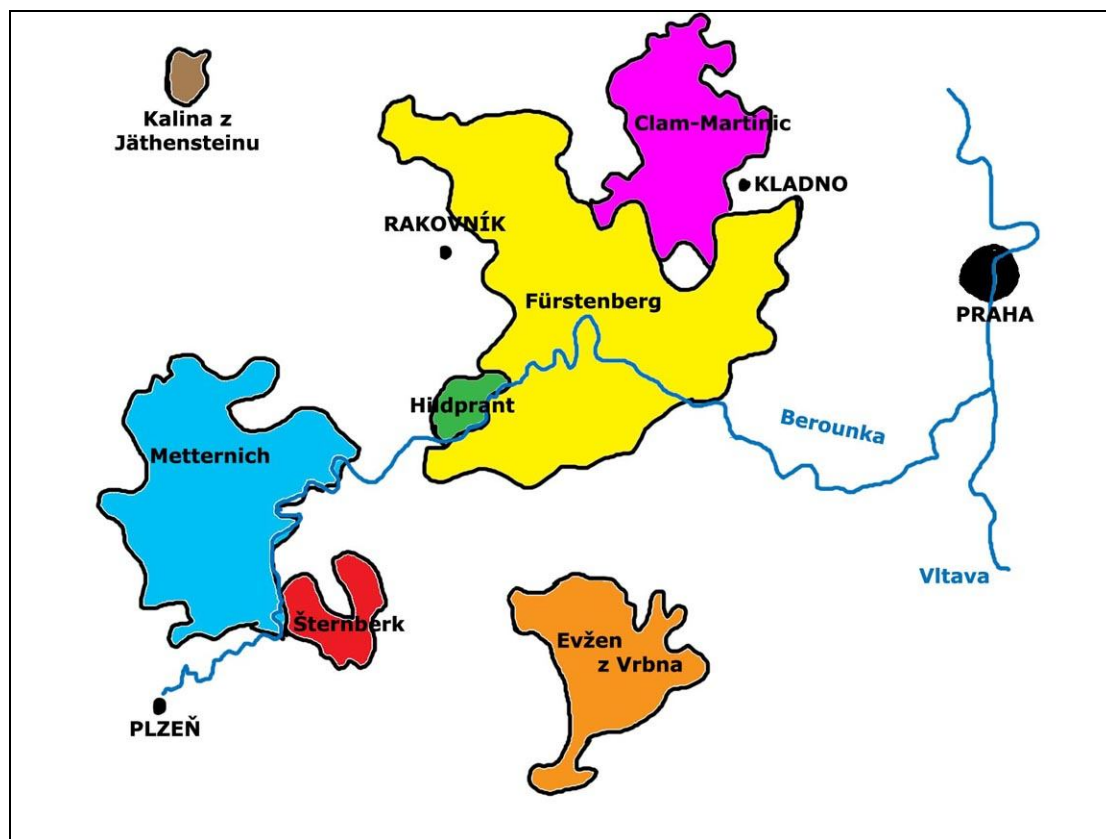 Kalina z
Jäthensteinu
Clam-Martinic
KLADNO
RAKOVNÍK
Fürstenberg
PRAHA
Hildprant
Berounka
Metternich
Vltava
Šternberk
Evžen
z Vrbna
PLZEŇ